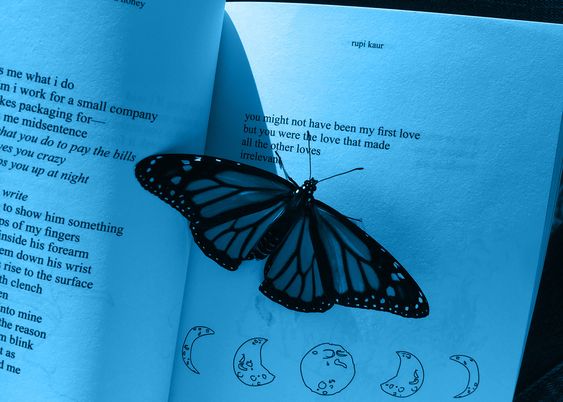 honey
s me what i do
m i work for a small company
kes packaging for—
me midsentence
hat you do to pay the bills
ves you crazy
ps you up at night
write
to show him something
ps of my fingers
inside his forearm
em down his wrist
rise to the surface
th clench
en
nto mine
the reason
m blink
t as
d me
rupi kaur
you might not have been my first love
but you were the love that made
all the other loves
irrelevant